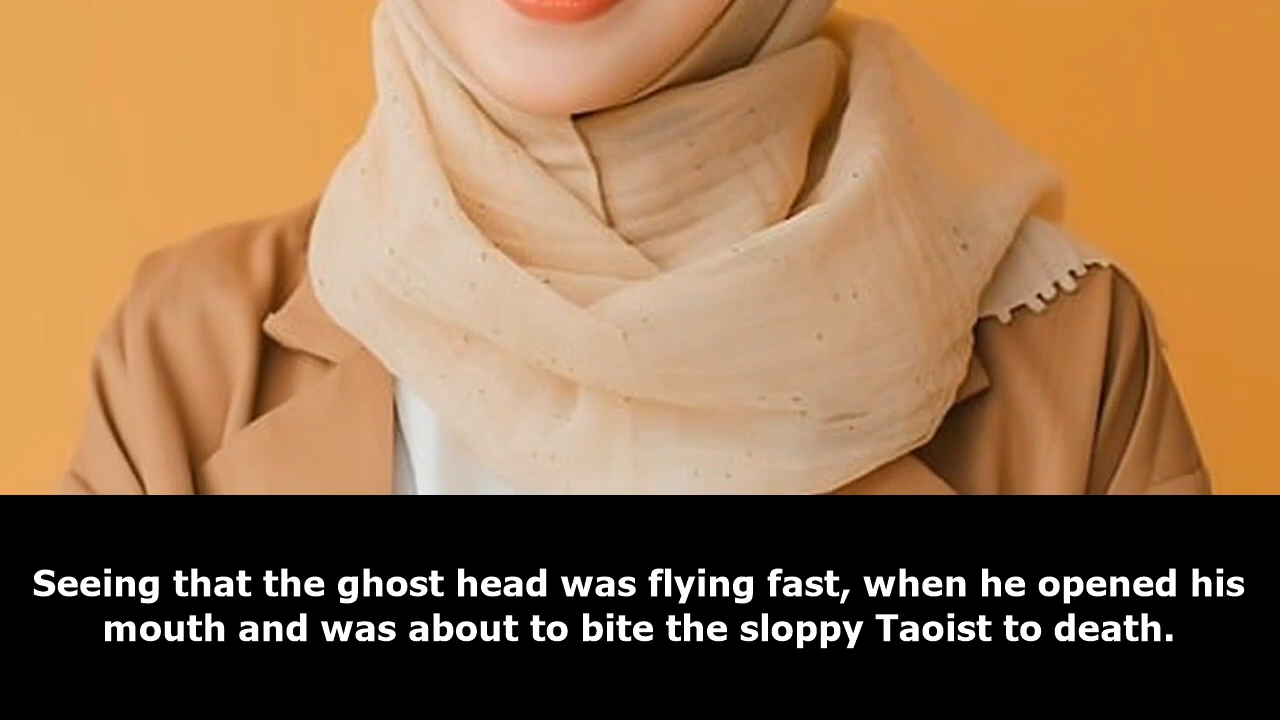 Seeing that the ghost head was flying fast, when he opened his
mouth and was about to bite the sloppy Taoist to death.